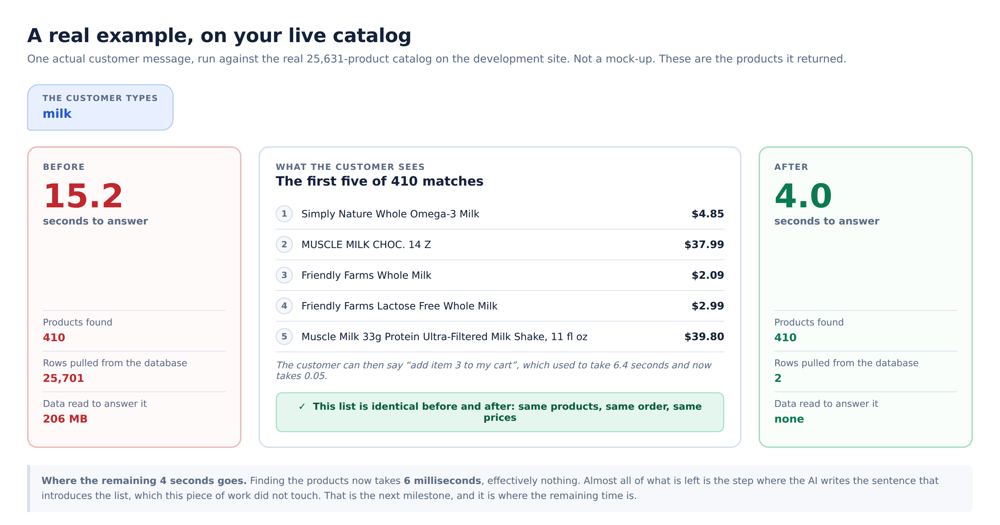 A real example, on your live catalog
One actual customer message, run against the real 25,631-product catalog on the development site. Not a mock-up. These are the products it returned.
THE CUSTOMER TYPES
milk
BEFORE
15.2
seconds to answer
Products found
410
Rows pulled from the database
25,701
Data read to answer it
206 MB
WHAT THE CUSTOMER SEES
The first five of 410 matches
1 Simply Nature Whole Omega-3 Milk $4.85
2 MUSCLE MILK CHOC. 14 Z $37.99
3 Friendly Farms Whole Milk $2.09
4 Friendly Farms Lactose Free Whole Milk $2.99
5 Muscle Milk 33g Protein Ultra-Filtered Milk Shake, 11 fl oz $39.80
The customer can then say “add item 3 to my cart”, which used to take 6.4 seconds and now
takes 0.05.
✓ This list is identical before and after: same products, same order, same
prices
AFTER
4.0
seconds to answer
Products found
410
Rows pulled from the database
2
Data read to answer it
none
Where the remaining 4 seconds goes. Finding the products now takes 6 milliseconds, effectively nothing. Almost all of what is left is the step where the AI writes the sentence that
introduces the list, which this piece of work did not touch. That is the next milestone, and it is where the remaining time is.